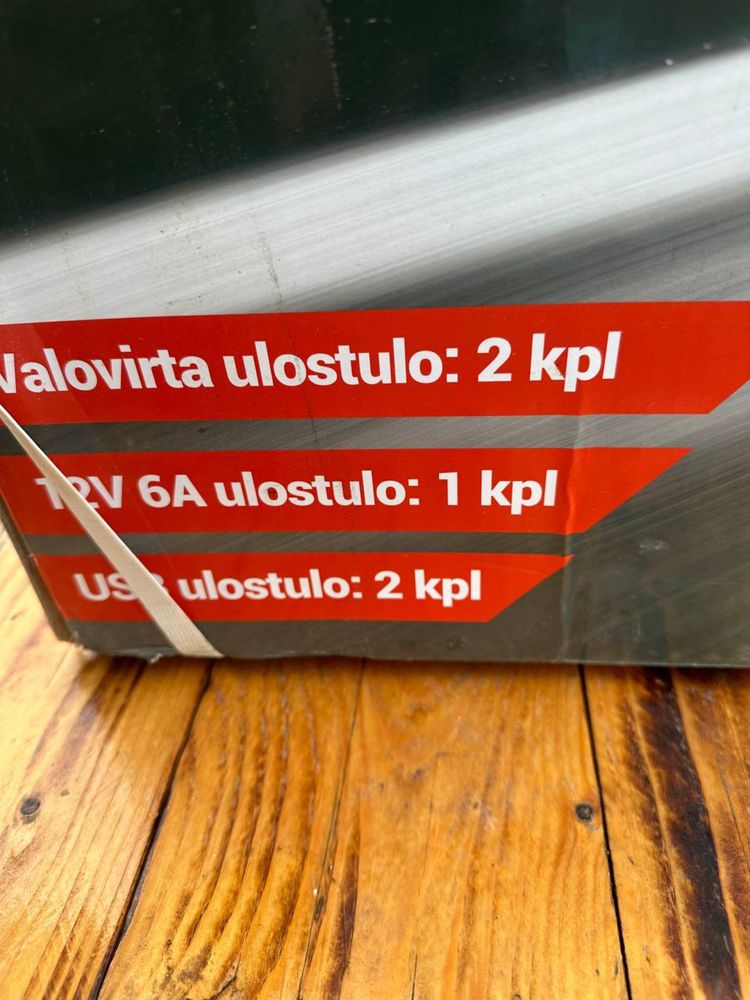 Valovirta ulostulo: 2 kpl
12V 6A ulostulo: 1 kpl
USB ulostulo: 2 kpl